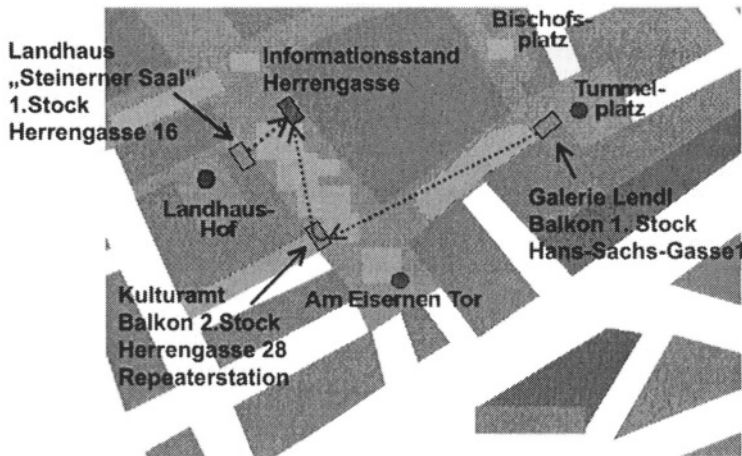 Landhaus
„Steinerner Saal“
1.Stock
Herrengasse 16
Informationsstand
Herrengasse
Bischofs-
platz
Tummel-
platz
Landhaus-
Hof
Galerie Lendl
Balkon 1. Stock
Hans-Sachs-Gasse1
Kulturamt
Balkon 2.Stock
Herrengasse 28
Repeaterstation
Am Eisernen Tor